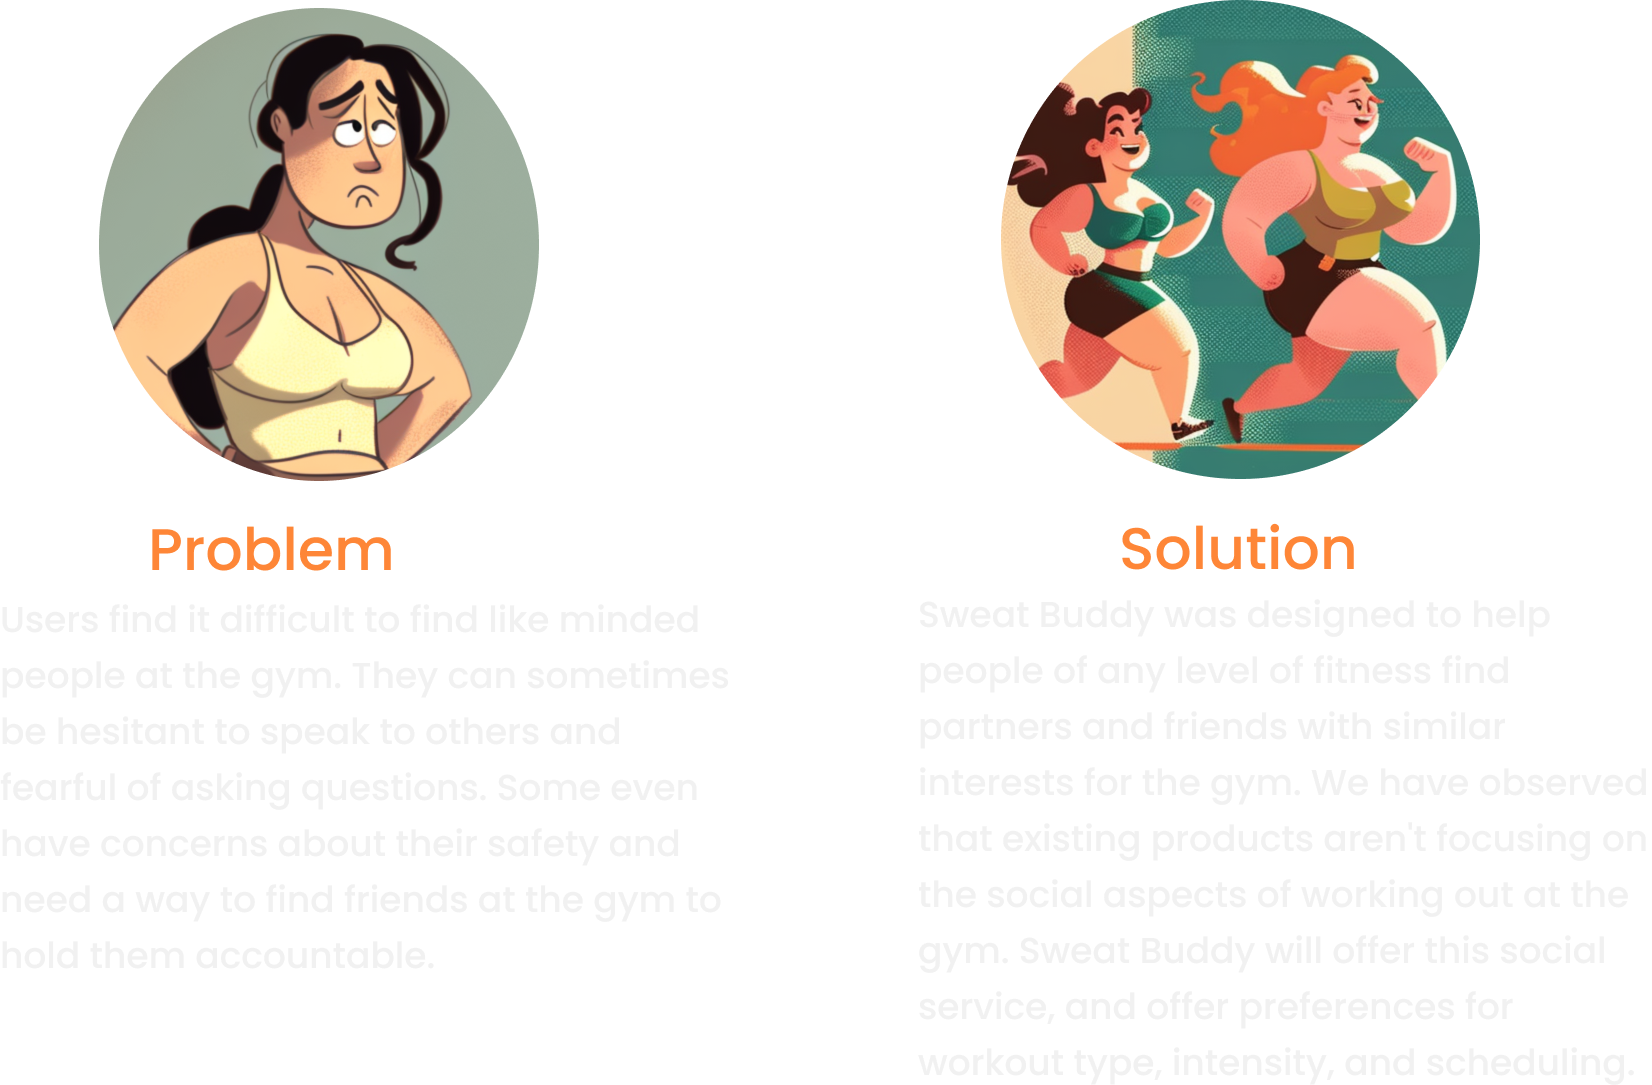 Problem
Users find it difficult to find like minded
people at the gym. They can sometimes
be hesitant to speak to others and
fearful of asking questions. Some even
have concerns about their safety and
need a way to find friends at the gym to
hold them accountable.
Solution
Sweat Buddy was designed to help
people of any level of fitness find
partners and friends with similar
interests for the gym. We have observed
that existing products aren't focusing on
the social aspects of working out at the
gym. Sweat Buddy will offer this social
service, and offer preferences for
workout type, intensity, and scheduling.